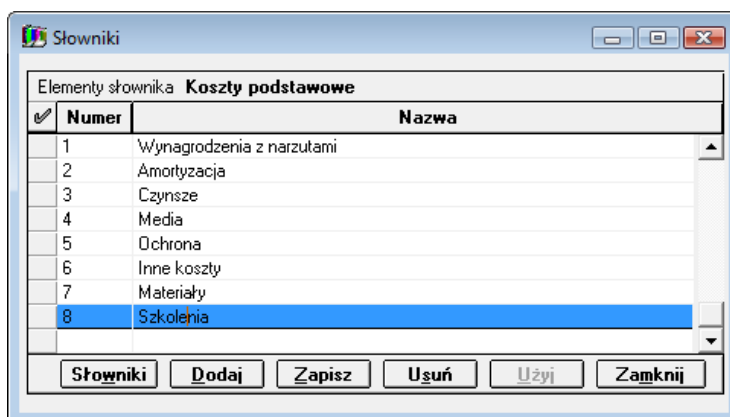 Słowniki
Elementy słownika Koszty podstawowe
Numer Nazwa
1 Wynagrodzenia z narzutami
2 Amortyzacja
3 Czynsze
4 Media
5 Ochrona
6 Inne koszty
7 Materiały
8 Szkolenia
Słowniki Dodaj Zapisz Usuń Użyj Zamknij